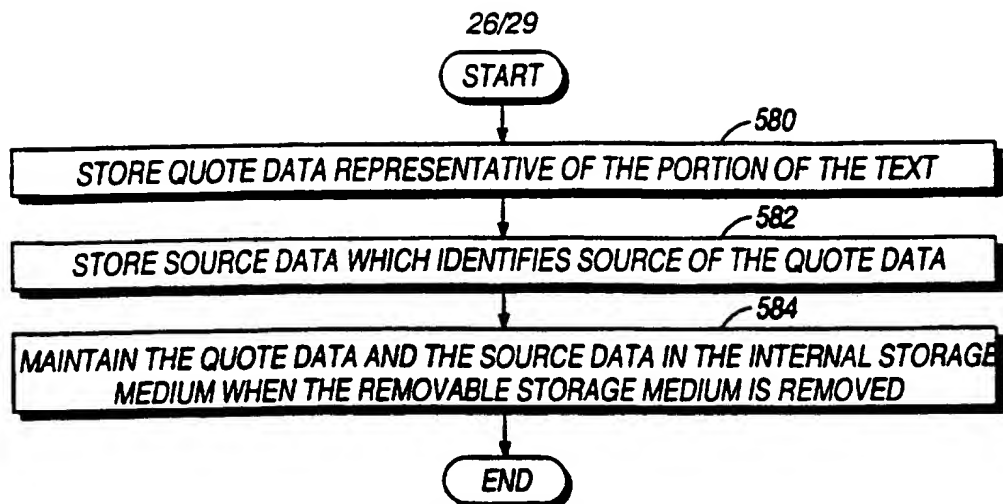 26/29
START
580
STORE QUOTE DATA REPRESENTATIVE OF THE PORTION OF THE TEXT
582
STORE SOURCE DATA WHICH IDENTIFIES SOURCE OF THE QUOTE DATA
584
MAINTAIN THE QUOTE DATA AND THE SOURCE DATA IN THE INTERNAL STORAGE
MEDIUM WHEN THE REMOVABLE STORAGE MEDIUM IS REMOVED
END